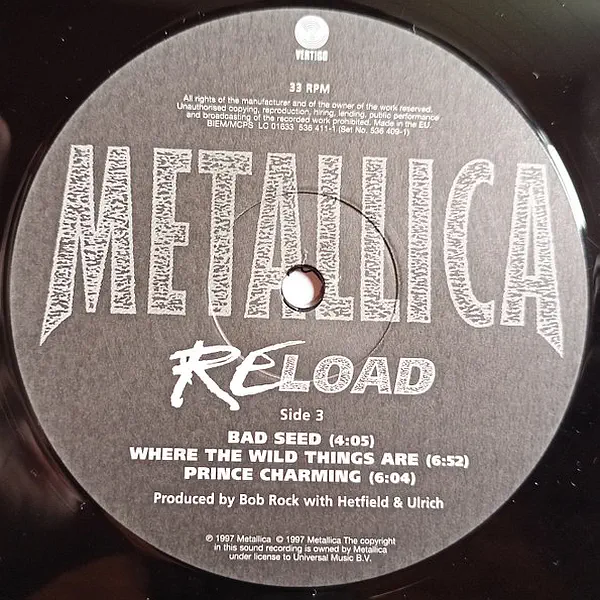 VERTIGO
33 RPM
All rights of the manufacturer and of the owner of the work reserved.
Unauthorised copying, reproduction, hiring, lending, public performance
and broadcasting of the recorded work prohibited. Made in the EU.
BIEM/MCPS LO 01633 536 411-1 (Set No. 536 409-1)
METALLICA
RELOAD
Side 3
BAD SEED (4:05)
WHERE THE WILD THINGS ARE (6:52)
PRINCE CHARMING (6:04)
Produced by Bob Rock with Hetfield & Ulrich
℗ 1997 Metallica © 1997 Metallica The copyright
in this sound recording is owned by Metallica
under license to Universal Music B.V.